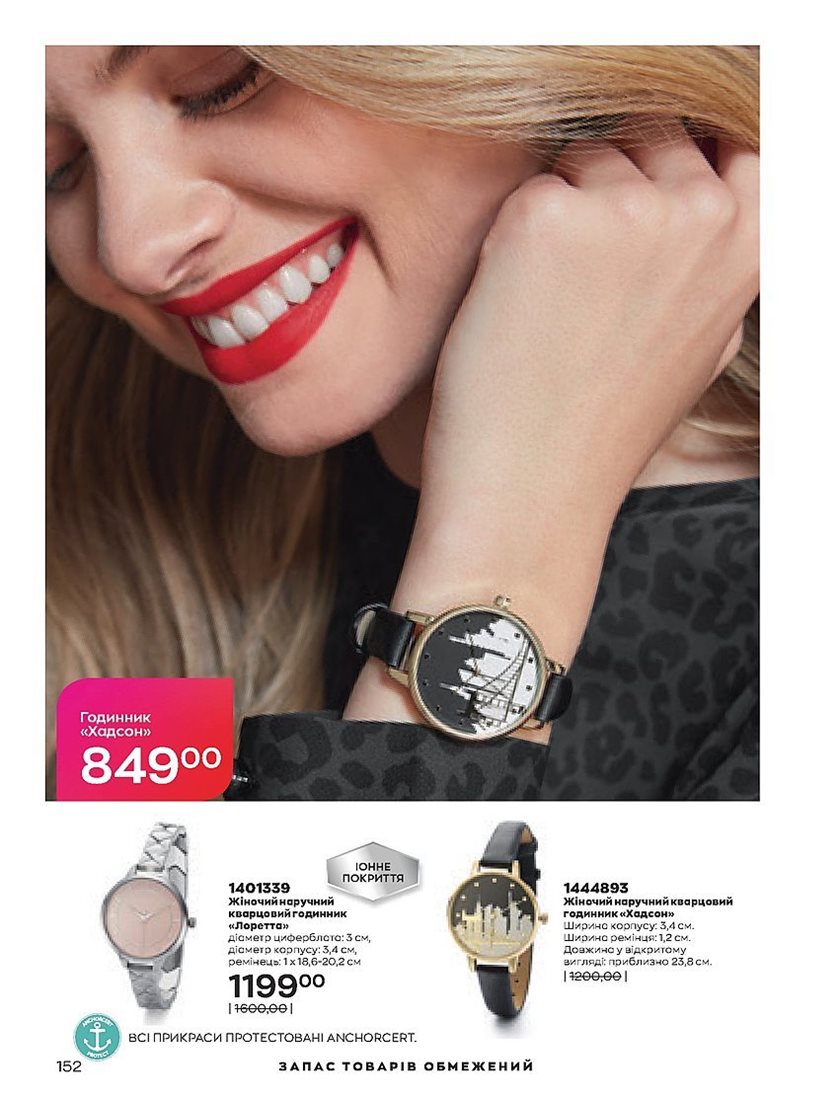 Годинник
«Хадсон»
849⁰⁰
ІОННЕ
ПОКРИТТЯ
1401339
Жіночий наручний
кварцовий годинник
«Лоретта»
діаметр циферблата: 3 см,
діаметр корпусу: 3,4 см,
ремінець: 1 x 18,6-20,2 см
1199⁰⁰
| 1600,00 |
1444893
Жіночий наручний кварцовий
годинник «Хадсон»
Ширина корпусу: 3,4 см.
Ширина ремінця: 1,2 см.
Довжина у відкритому
вигляді: приблизно 23,8 см.
| 1200,00 |
ANCHORCERT
PROTECT
ВСІ ПРИКРАСИ ПРОТЕСТОВАНІ ANCHORCERT.
152
ЗАПАС ТОВАРІВ ОБМЕЖЕНИЙ